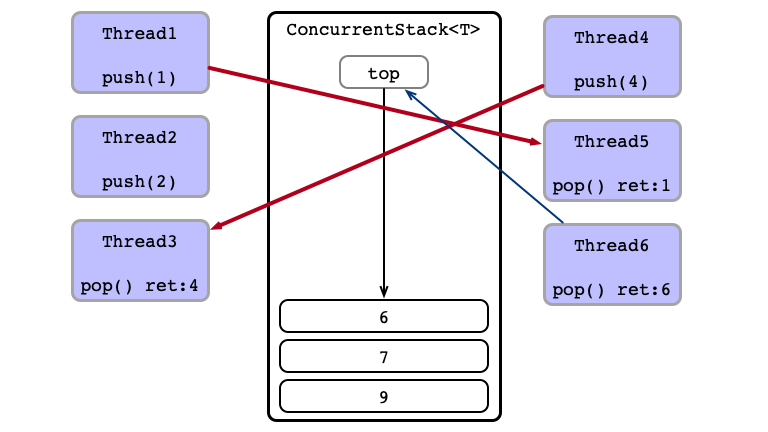 Thread1
push(1)
Thread2
push(2)
Thread3
pop() ret:4
ConcurrentStack<T>
top
6
7
9
Thread4
push(4)
Thread5
pop() ret:1
Thread6
pop() ret:6